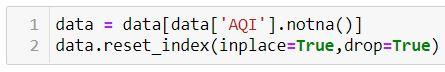 1 data = data[data['AQI'].notna()]
2 data.reset_index(inplace=True,drop=True)